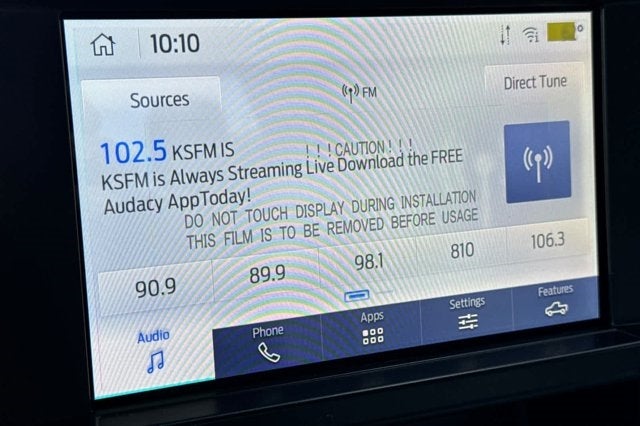 10:10
Sources
FM
Direct Tune
102.5 KSFM IS
! ! ! CAUTION ! ! !
KSFM is Always Streaming Live Download the FREE
Audacy AppToday!
DO NOT TOUCH DISPLAY DURING INSTALLATION
THIS FILM IS TO BE REMOVED BEFORE USAGE
90.9 89.9 98.1 810 106.3
Audio Phone Apps Settings Features